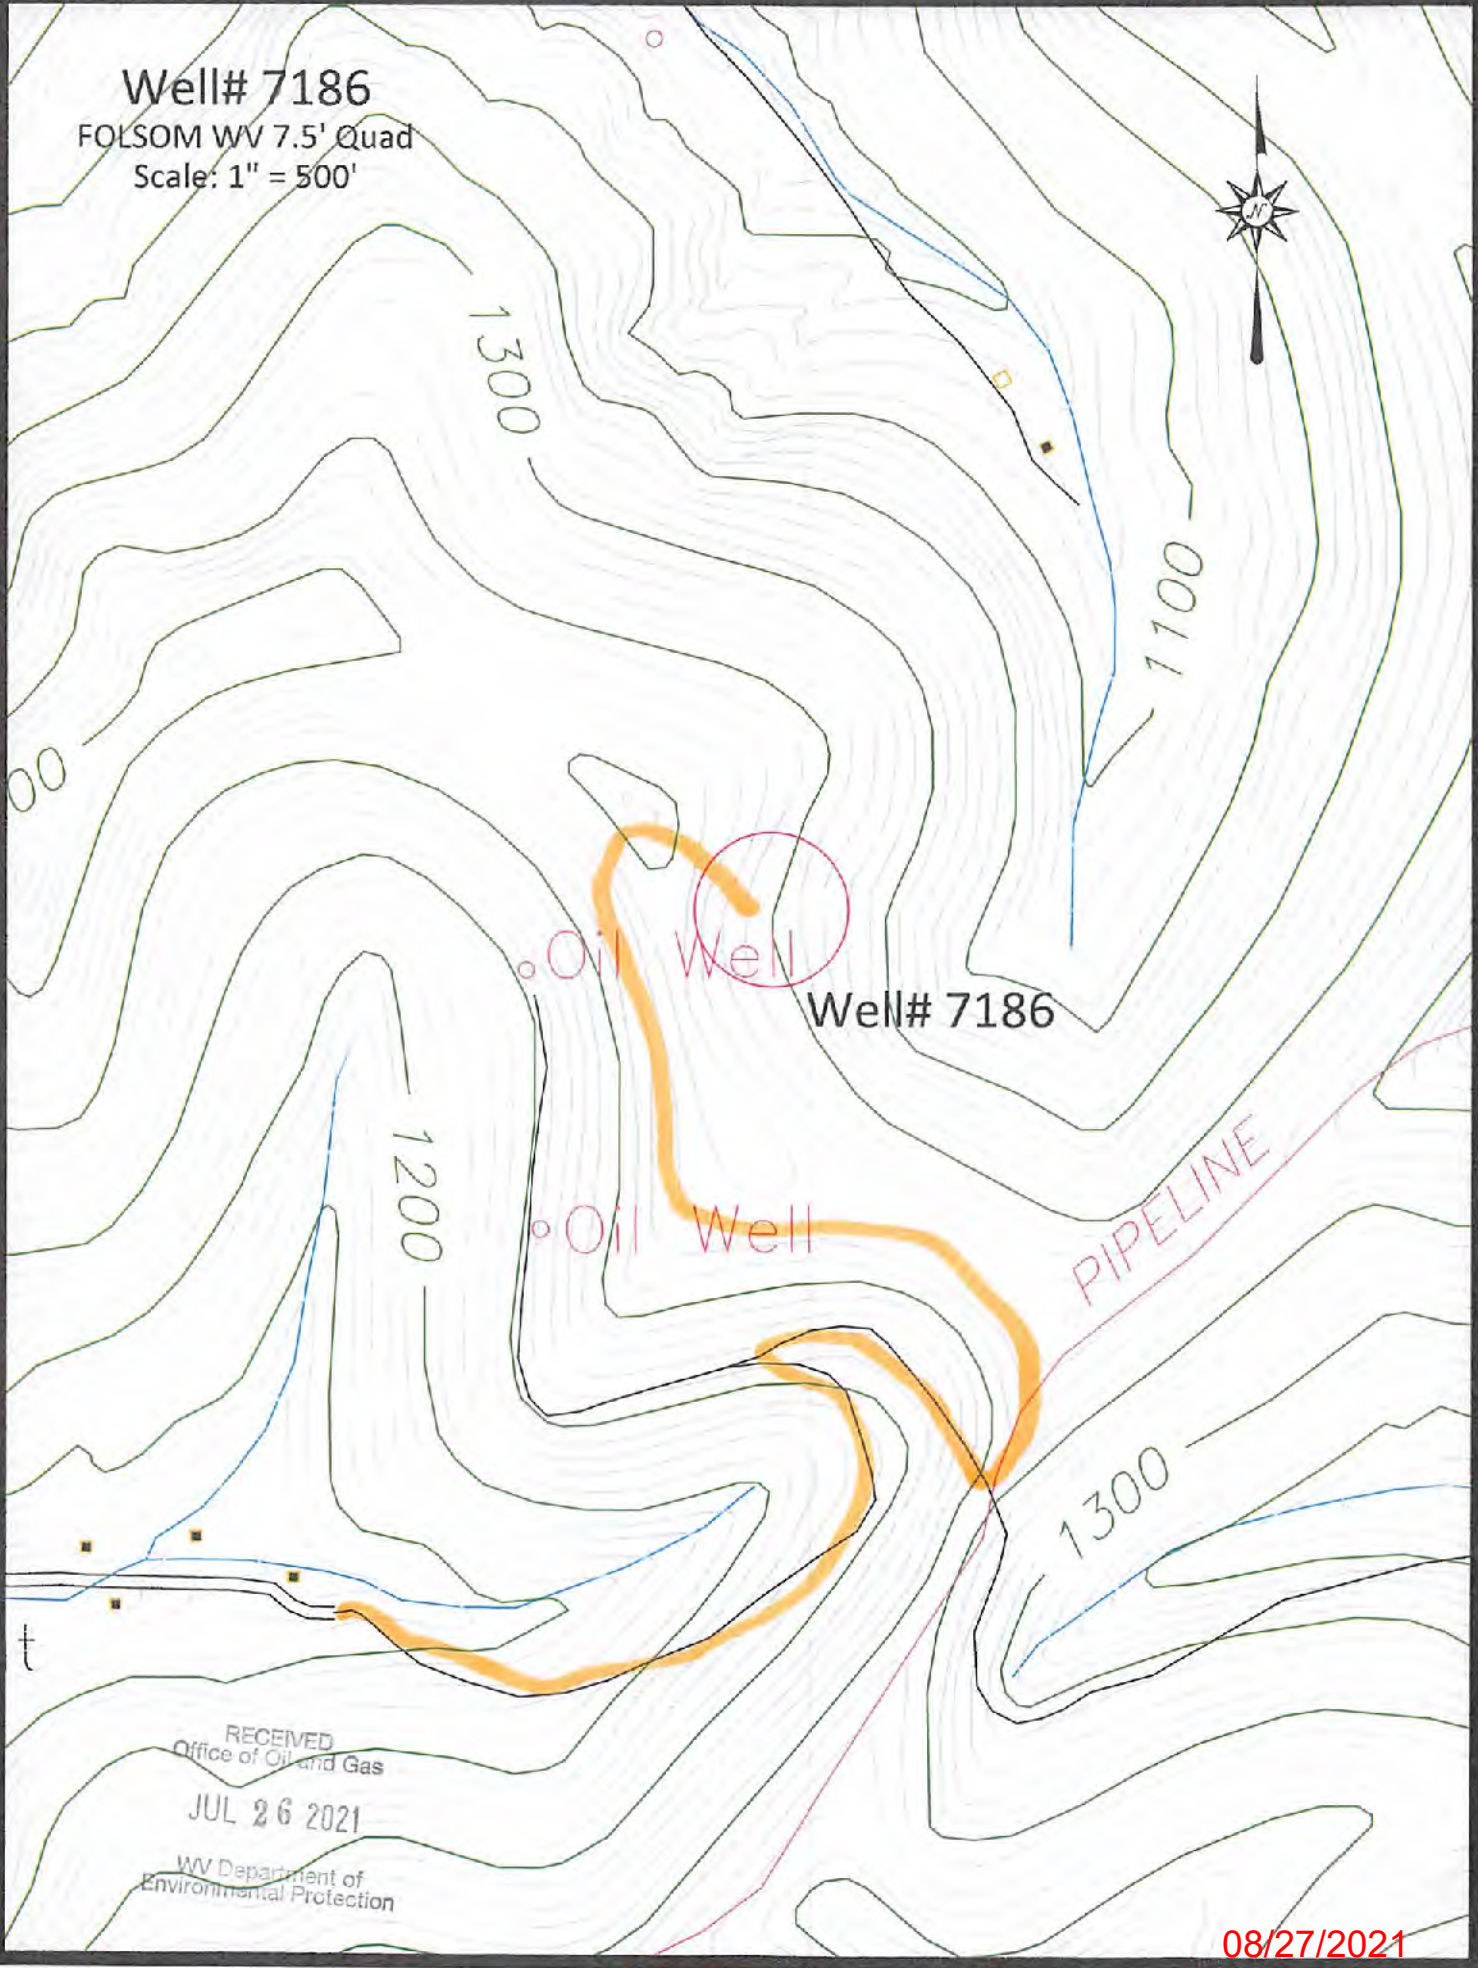 Well# 7186
FOLSOM WV 7.5' Quad
Scale: 1" = 500'
N
1300
1100
00
Oil Well
Well# 7186
1200
Oil Well
PIPELINE
1300
t
RECEIVED
Office of Oil and Gas
JUL 26 2021
WV Department of
Environmental Protection
08/27/2021